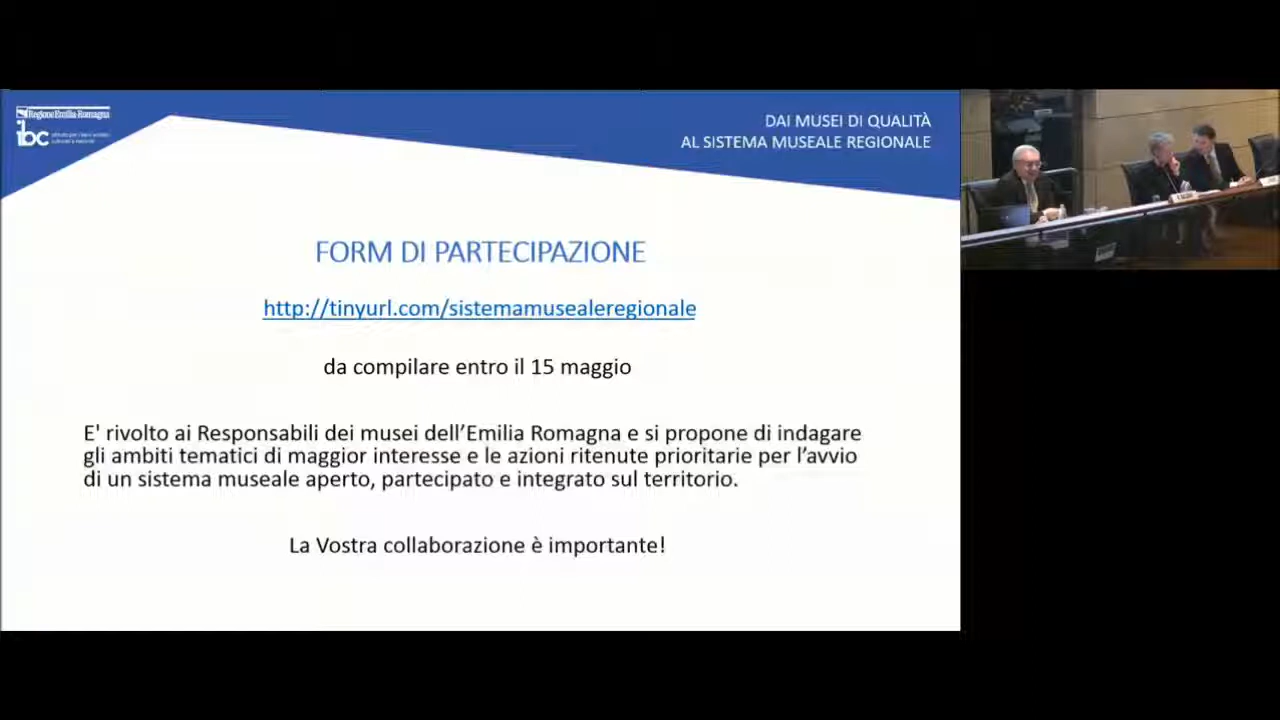 Regione Emilia-Romagna
ibc
DAI MUSEI DI QUALITÀ
AL SISTEMA MUSEALE REGIONALE
FORM DI PARTECIPAZIONE
http://tinyurl.com/sistemamusealeregionale
da compilare entro il 15 maggio
E' rivolto ai Responsabili dei musei dell’Emilia Romagna e si propone di indagare
gli ambiti tematici di maggior interesse e le azioni ritenute prioritarie per l’avvio
di un sistema museale aperto, partecipato e integrato sul territorio.
La Vostra collaborazione è importante!